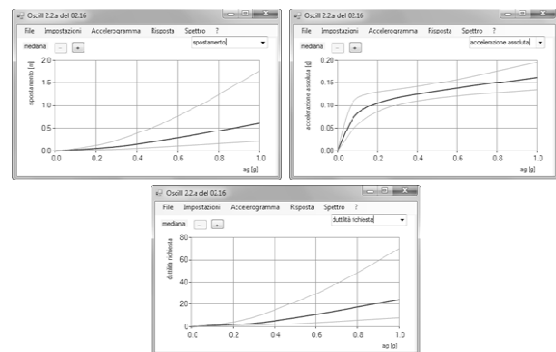 Oscill 2.2.a del 02.16
File Impostazioni Accelerogramma Risposta Spettro ?
mediana
spostamento
spostamento [m]
2.0
1.5
1.0
0.5
0.0
0.0 0.2 0.4 0.6 0.8 1.0
ag [g]
Oscill 2.2.a del 02.16
File Impostazioni Accelerogramma Risposta Spettro ?
mediana
accelerazione assoluta
accelerazione assoluta [g]
0.20
0.15
0.10
0.05
0.00
0.0 0.2 0.4 0.6 0.8 1.0
ag [g]
Oscill 2.2.a del 02.16
File Impostazioni Accelerogramma Risposta Spettro ?
mediana
duttilità richiesta
duttilità richiesta
80
60
40
20
0
0.0 0.2 0.4 0.6 0.8 1.0
ag [g]